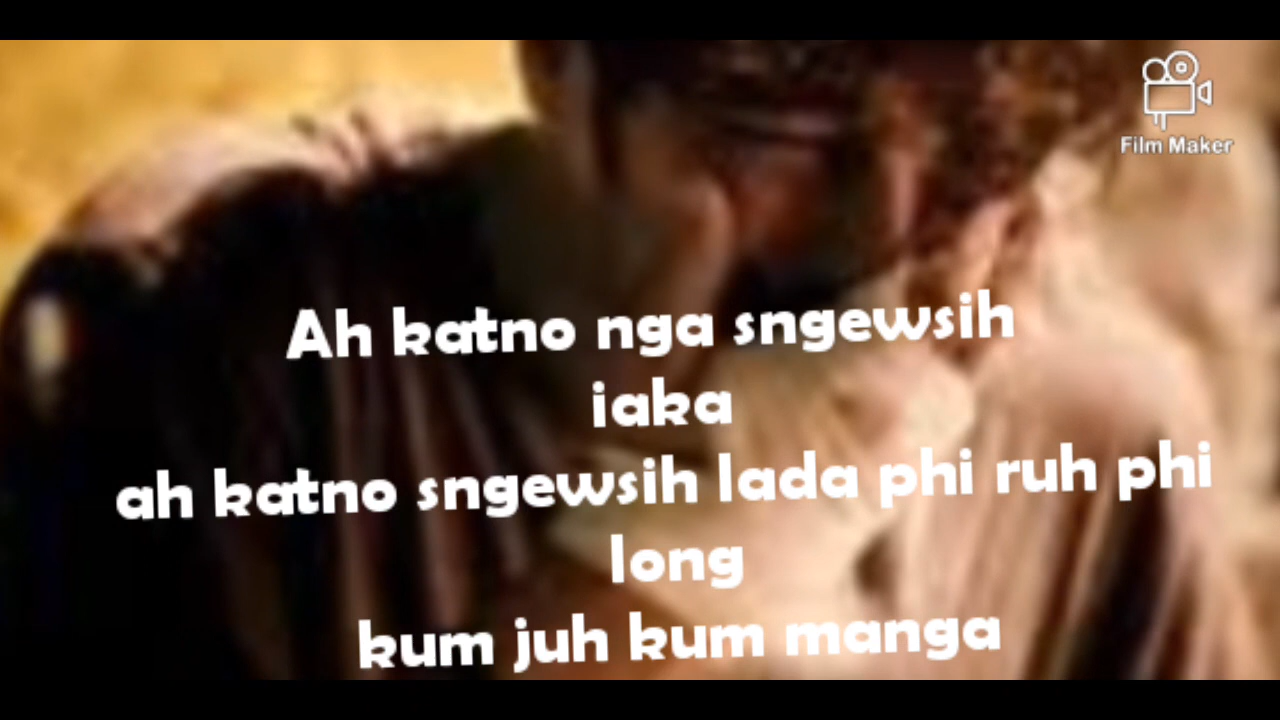 Film Maker
Ah katno nga sngewsih
iaka
ah katno sngewsih lada phi ruh phi
long
kum juh kum manga